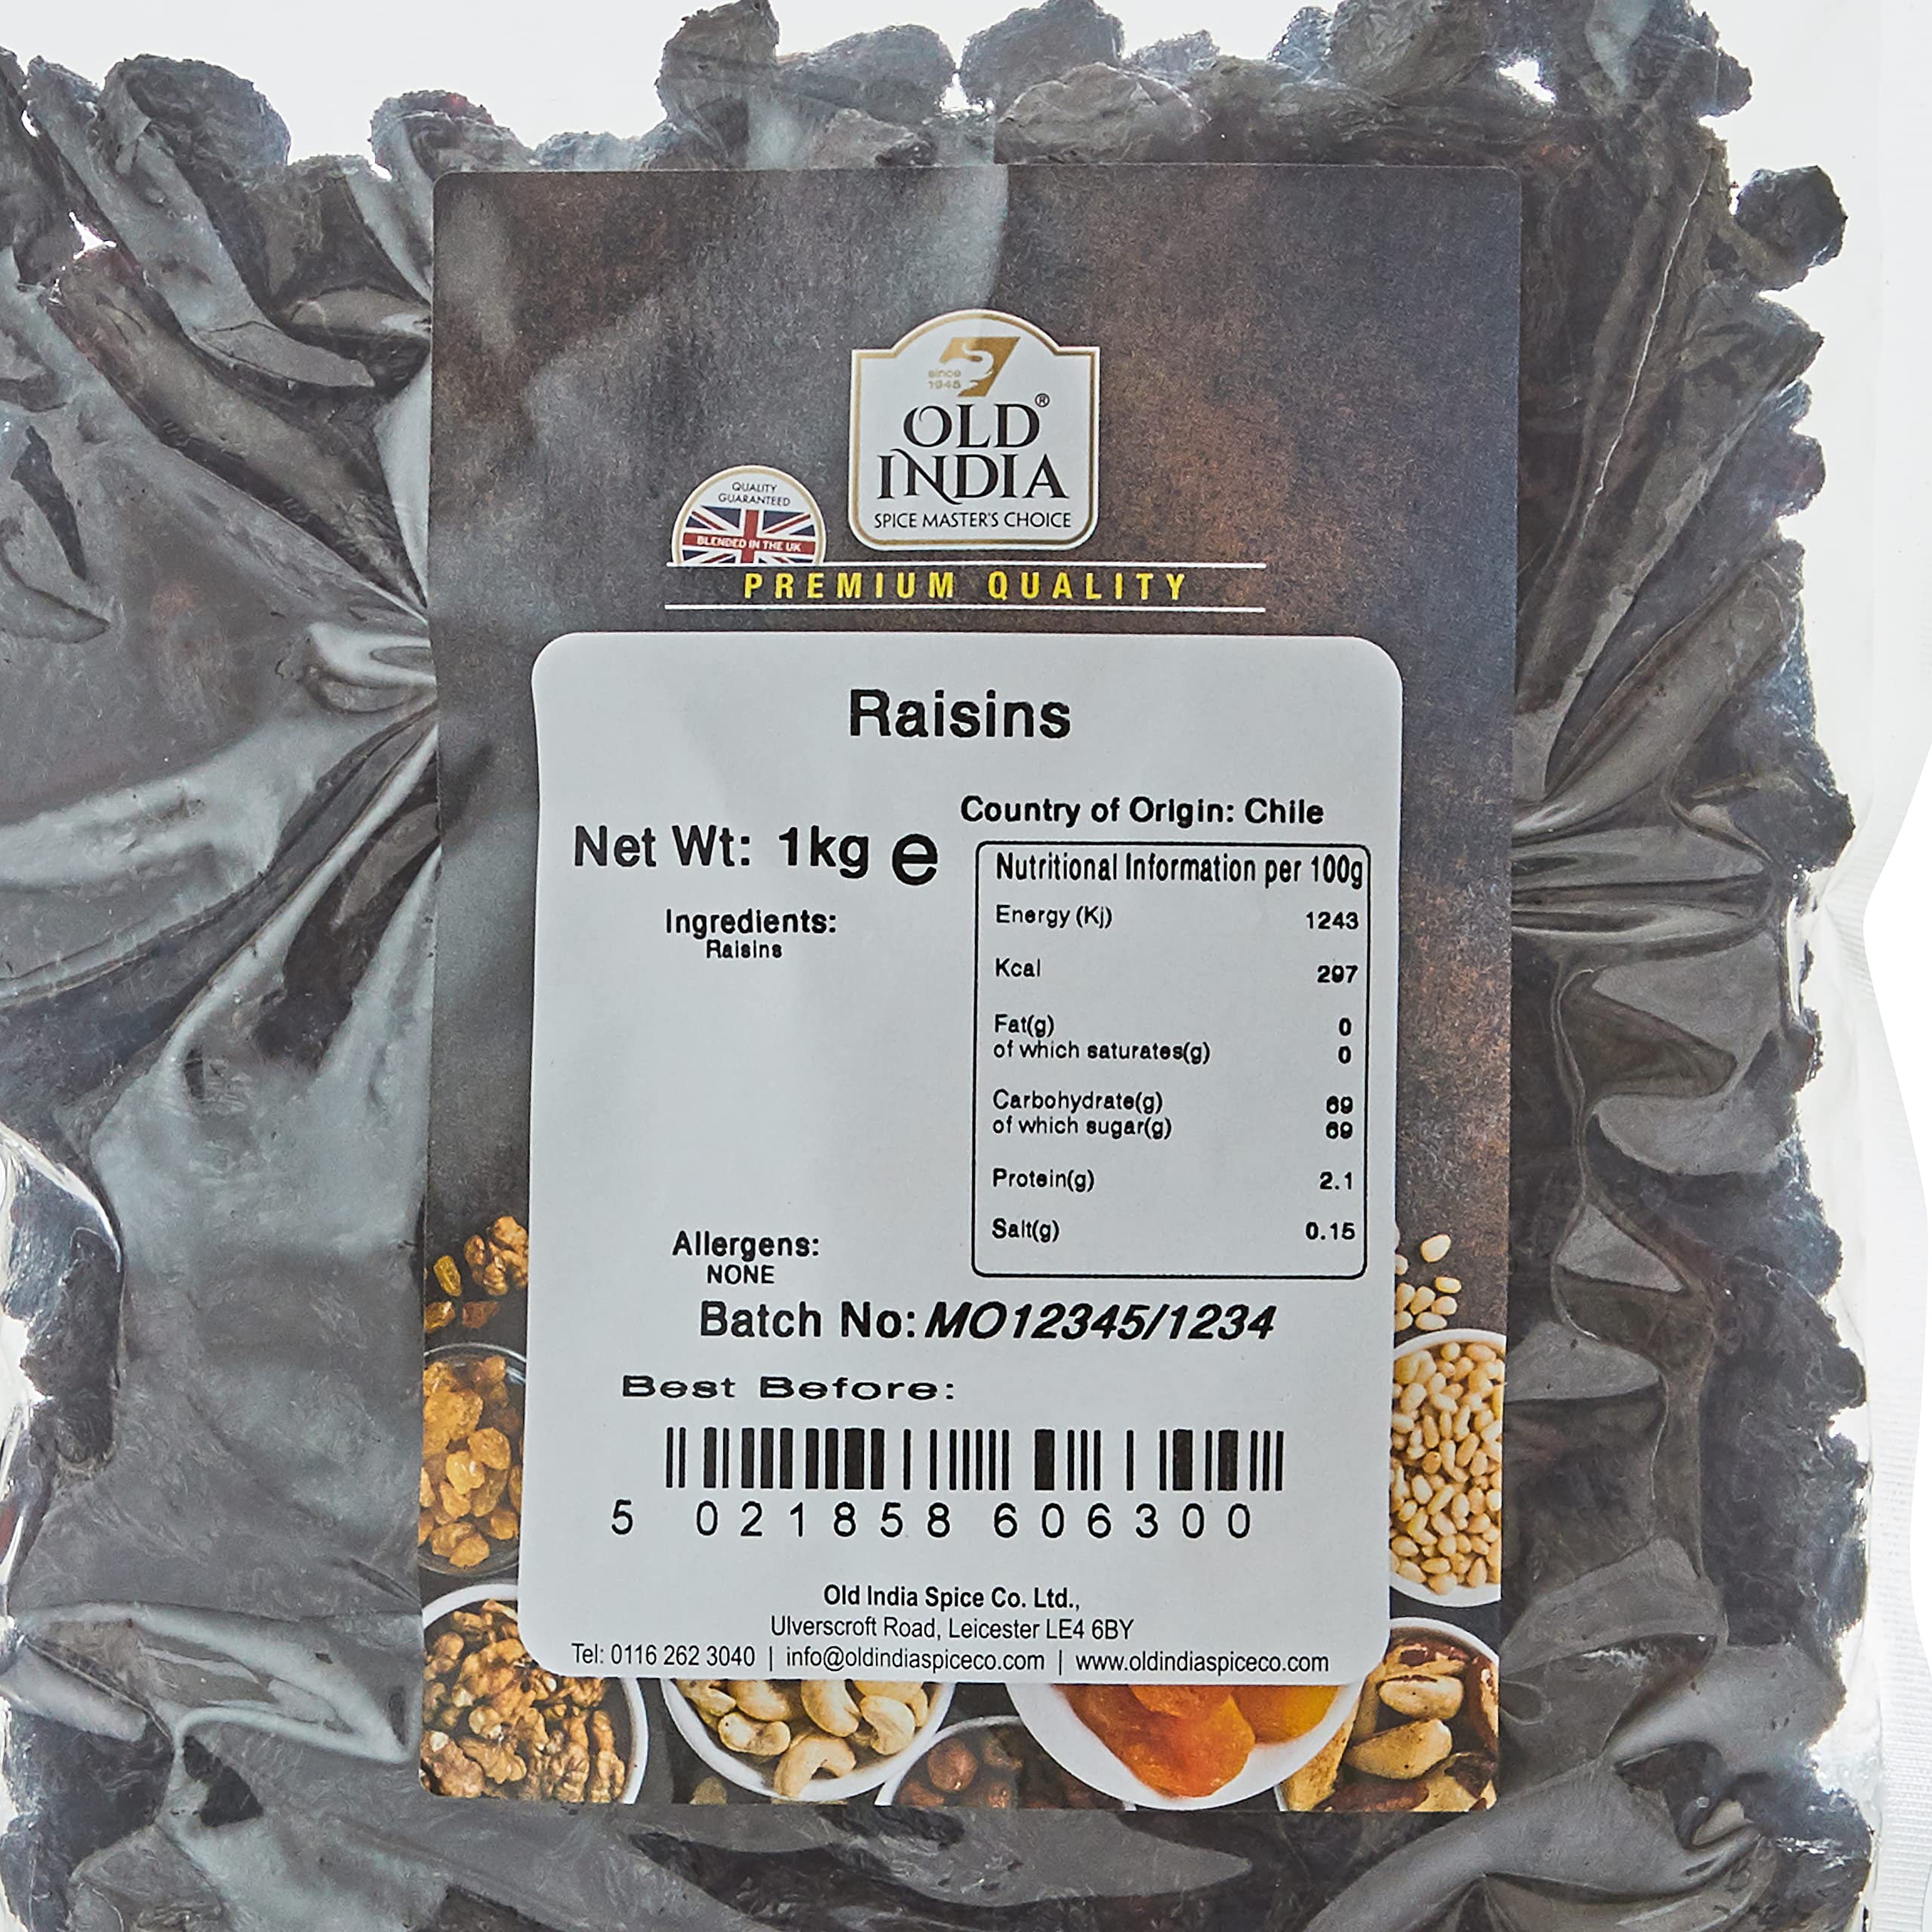 since
1945
OLD®
INDIA
SPICE MASTER'S CHOICE
QUALITY
GUARANTEED
BLENDED IN THE UK
PREMIUM QUALITY
Raisins
Country of Origin: Chile
Net Wt: 1kg e
Ingredients:
Raisins
Nutritional Information per 100g
Energy (Kj) 1243
Kcal 297
Fat(g) 0
of which saturates(g) 0
Carbohydrate(g) 69
of which sugar(g) 69
Protein(g) 2.1
Salt(g) 0.15
Allergens:
NONE
Batch No: MO12345/1234
Best Before:
5 021858 606300
Old India Spice Co. Ltd.,
Ulverscroft Road, Leicester LE4 6BY
Tel: 0116 262 3040 | info@oldindiaspiceco.com | www.oldindiaspiceco.com